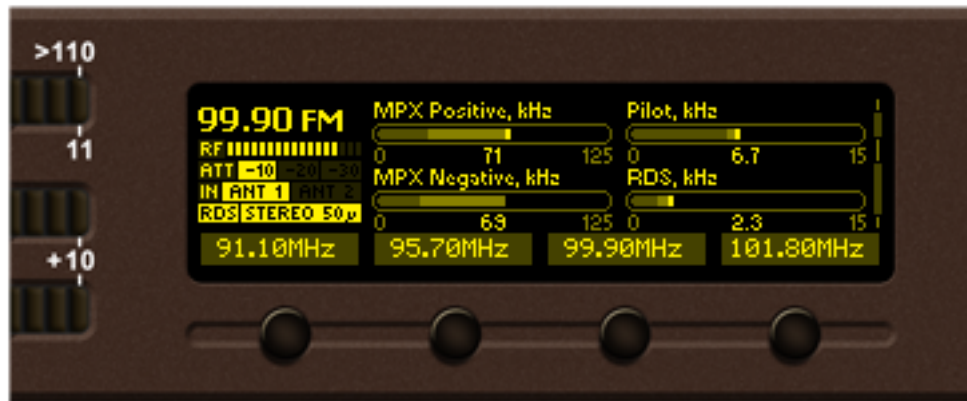 >110
11
+10
99.90 FM
RF
ATT -10 -20 -30
IN ANT 1 ANT 2
RDS STEREO 50µ
MPX Positive, kHz
0 71 125
Pilot, kHz
0 6.7 15
MPX Negative, kHz
0 69 125
RDS, kHz
0 2.3 15
91.10MHz 95.70MHz 99.90MHz 101.80MHz